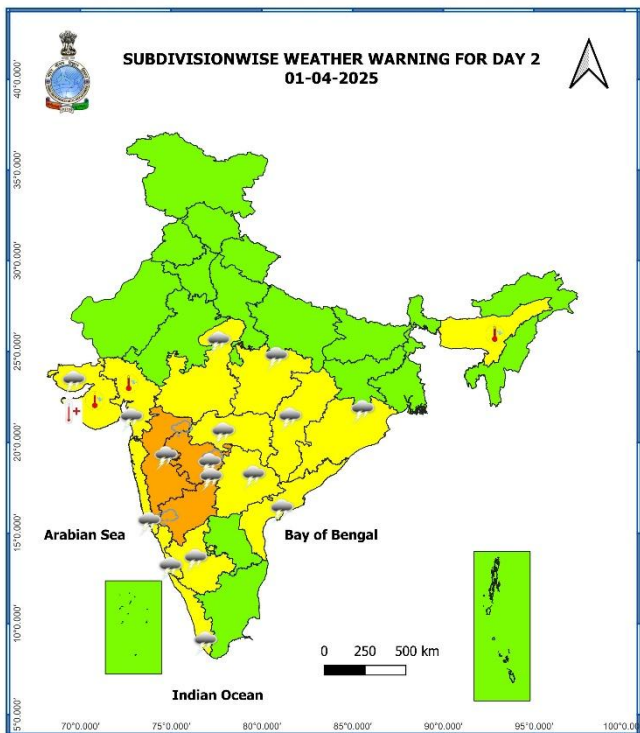 SUBDIVISIONWISE WEATHER WARNING FOR DAY 2
01-04-2025
40°0.000'
35°0.000'
30°0.000'
25°0.000'
20°0.000'
15°0.000'
10°0.000'
5°0.000'
Arabian Sea
Bay of Bengal
0 250 500 km
Indian Ocean
70°0.000' 75°0.000' 80°0.000' 85°0.000' 90°0.000' 95°0.000' 100°0.000'